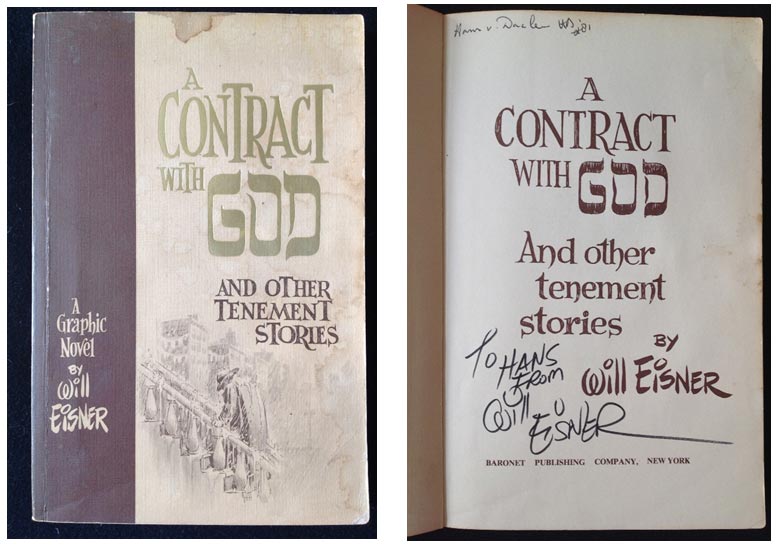 A
CONTRACT
WITH GOD
AND OTHER
TENEMENT
STORIES
A
Graphic
Novel
BY
Will
EISNER
Hans v.
A
CONTRACT
WITH GOD
And other
tenement
stories
BY
Will EISNER
TO HANS
FROM
Will
EISNER
BARONET PUBLISHING COMPANY, NEW YORK